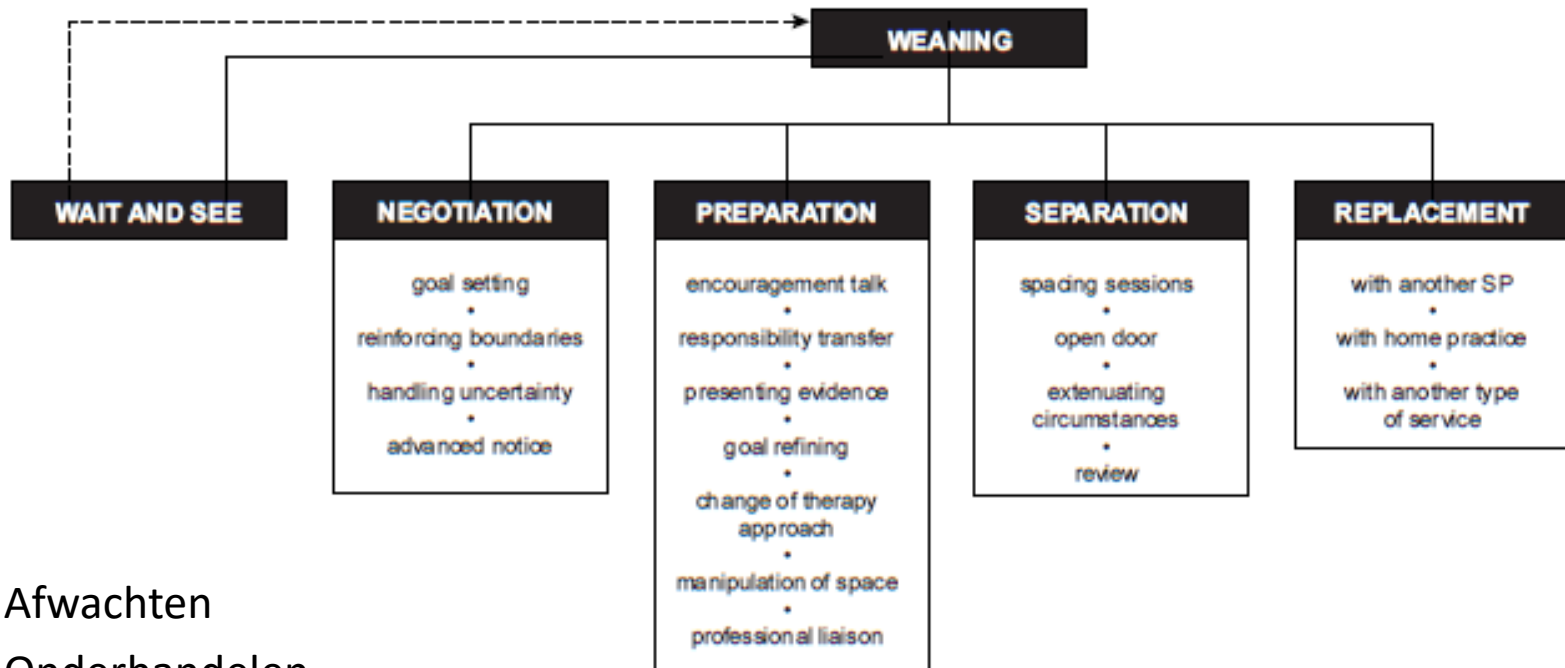 WEANING
WAIT AND SEE
NEGOTIATION
goal setting
•
reinforcing boundaries
•
handling uncertainty
•
advanced notice
PREPARATION
encouragement talk
•
responsibility transfer
•
presenting evidence
•
goal refining
•
change of therapy
approach
•
manipulation of space
•
professional liaison
SEPARATION
spacing sessions
•
open door
•
extenuating
circumstances
•
review
REPLACEMENT
with another SP
•
with home practice
•
with another type
of service
Afwachten
Onderhandelen